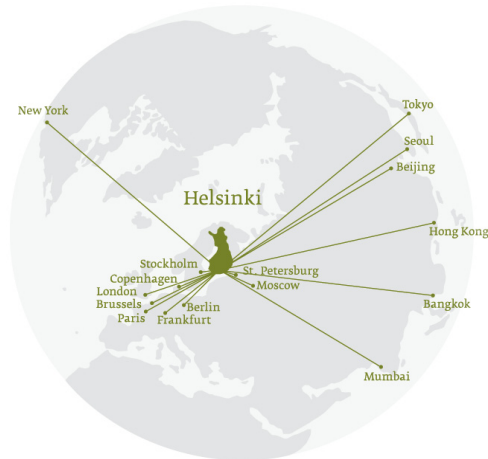 New York
Tokyo
Seoul
Beijing
Helsinki
Hong Kong
Stockholm
St. Petersburg
Copenhagen
Moscow
London
Brussels
Berlin
Bangkok
Paris
Frankfurt
Mumbai